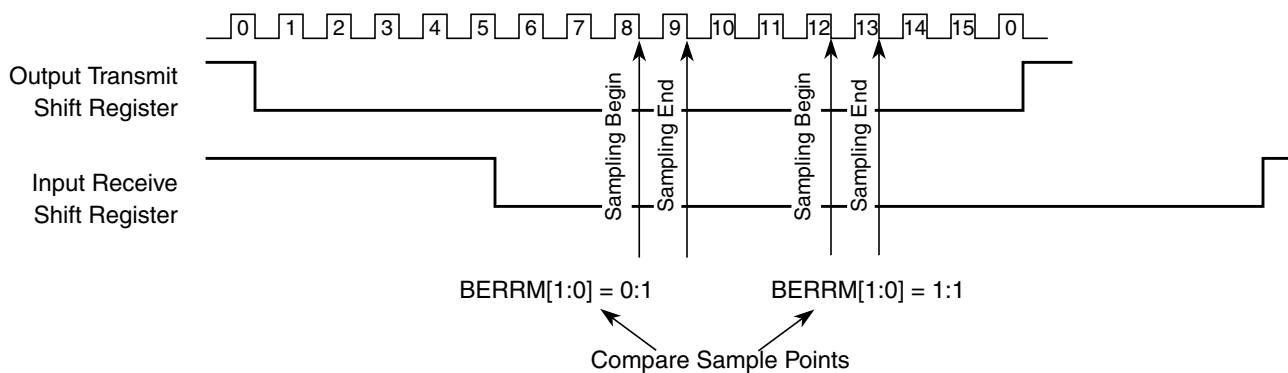 0 1 2 3 4 5 6 7 8 9 10 11 12 13 14 15 0
Output Transmit
Shift Register
Input Receive
Shift Register
Sampling Begin
Sampling End
Sampling Begin
Sampling End
BERRM[1:0] = 0:1
BERRM[1:0] = 1:1
Compare Sample Points